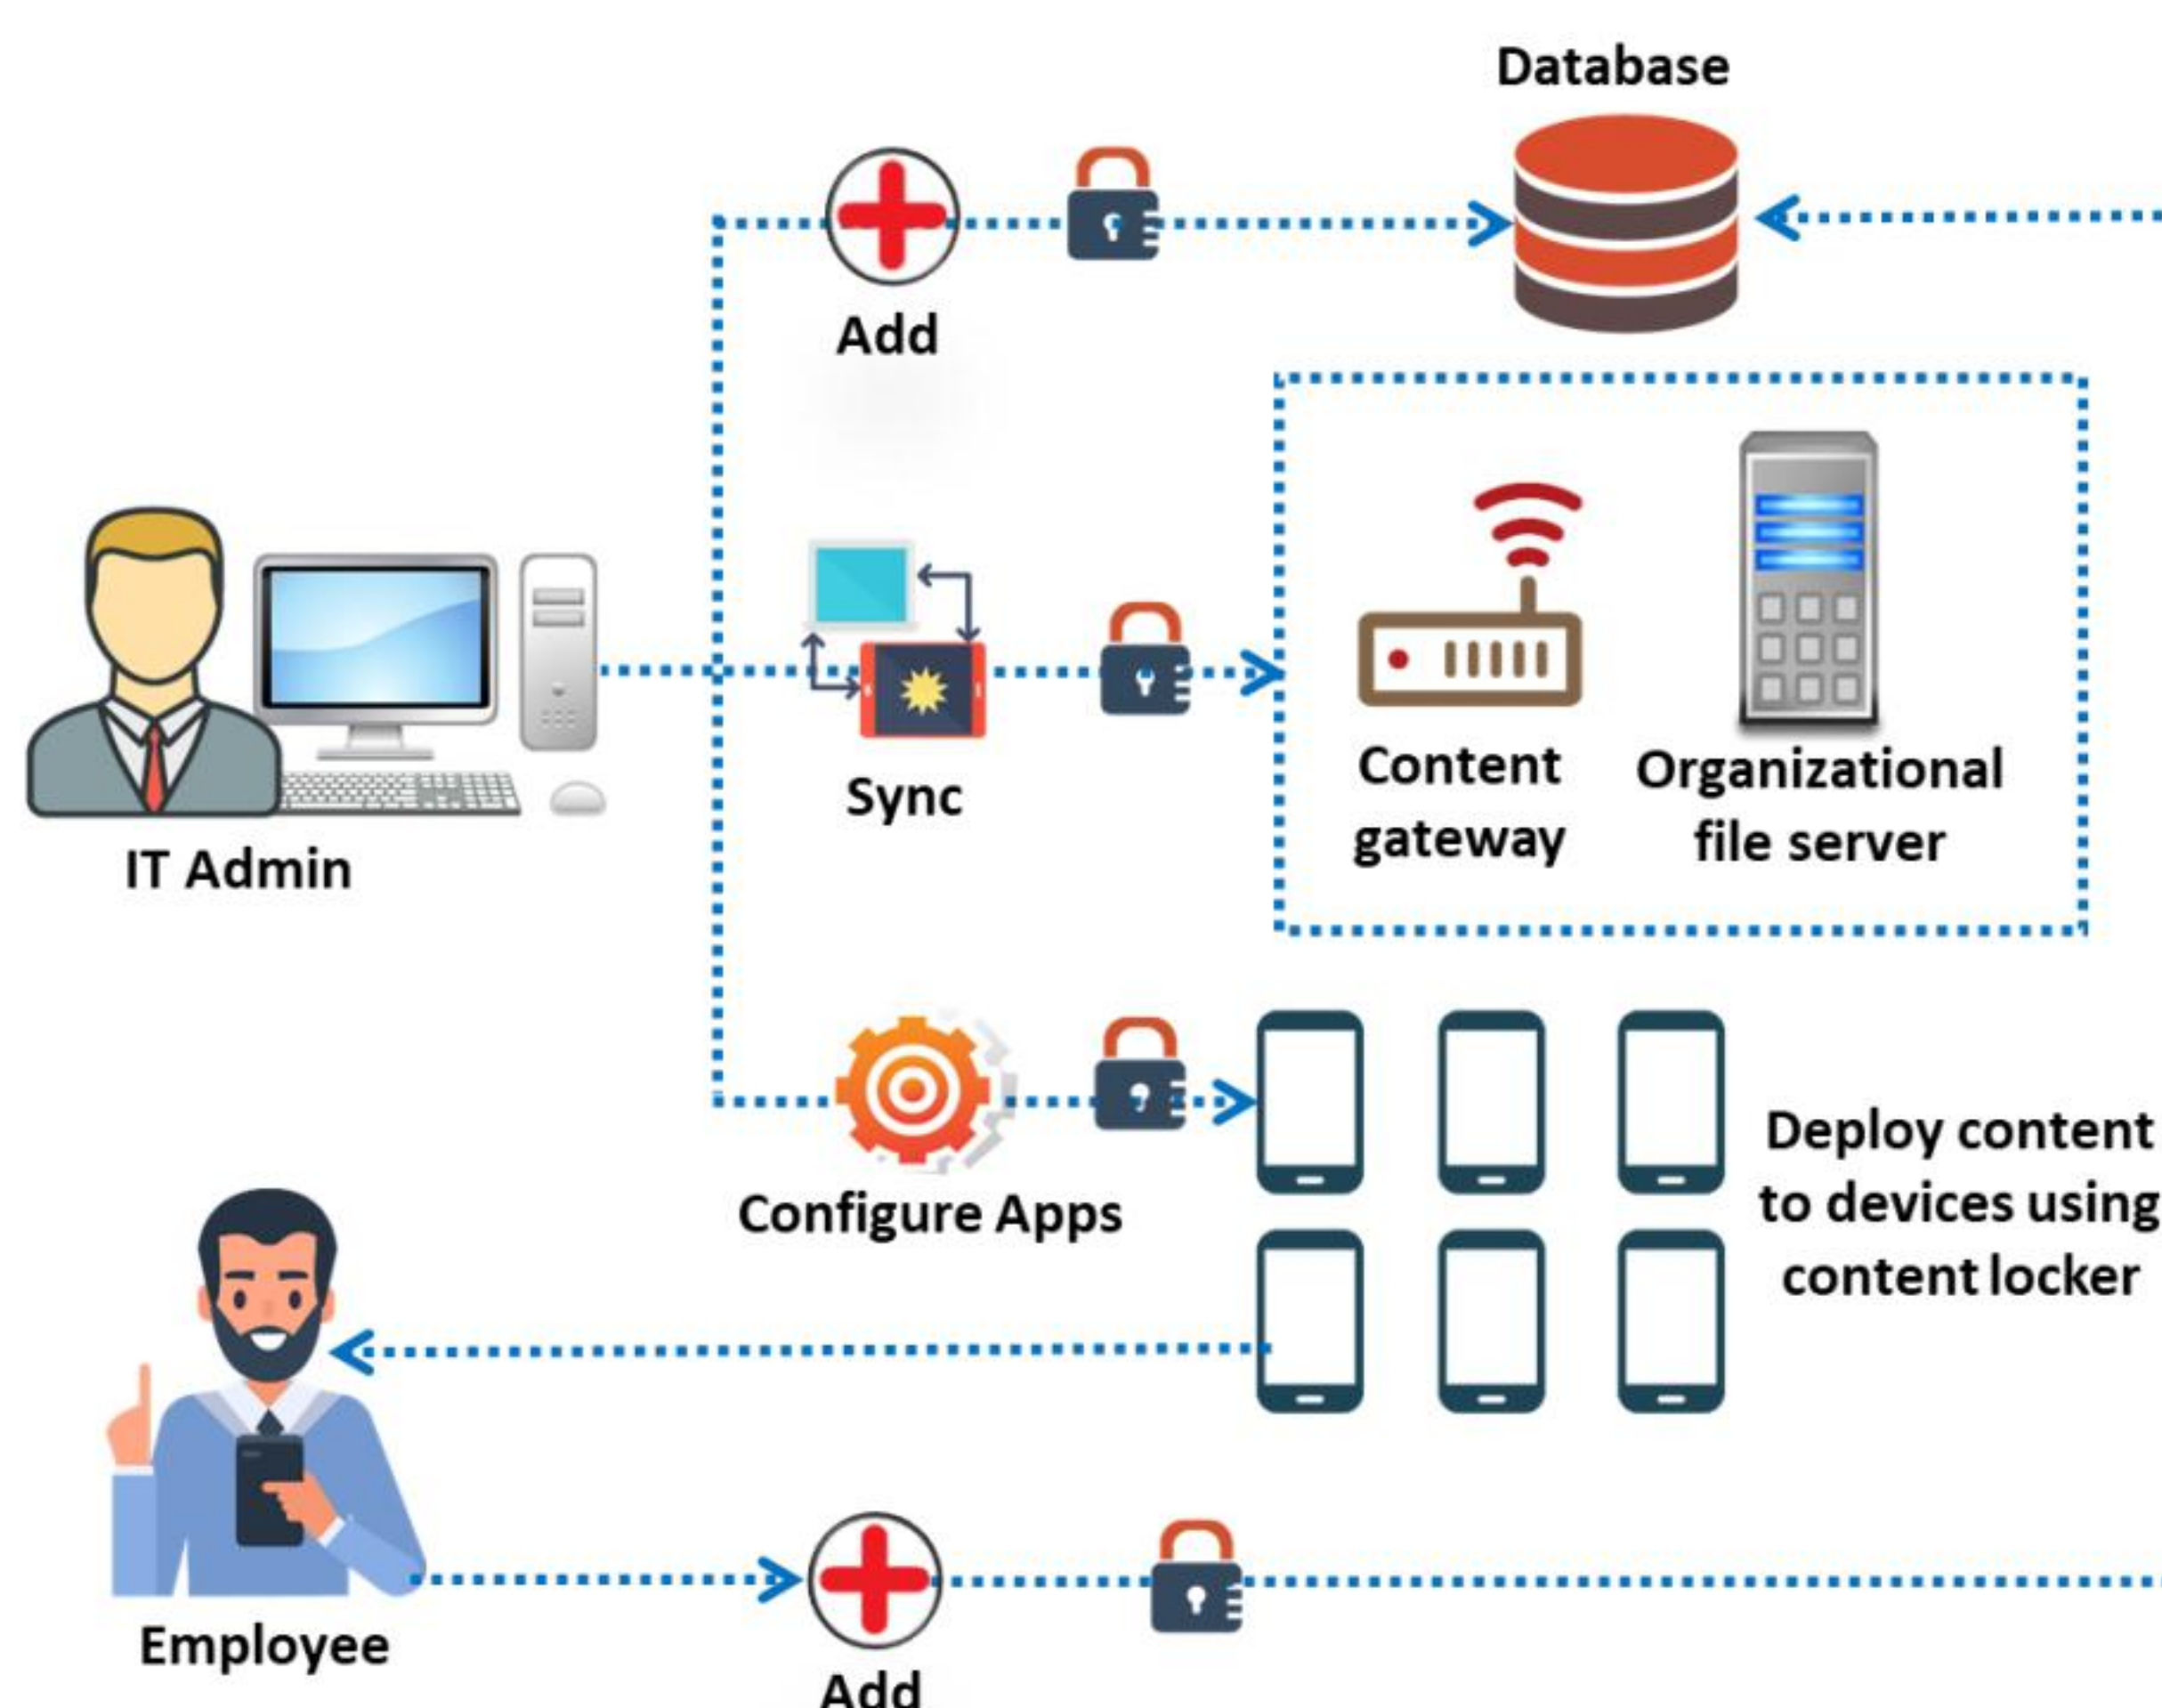 Database
Add
Sync
IT Admin
Content
gateway
Organizational
file server
Configure Apps
Deploy content
to devices using
content locker
Employee
Add